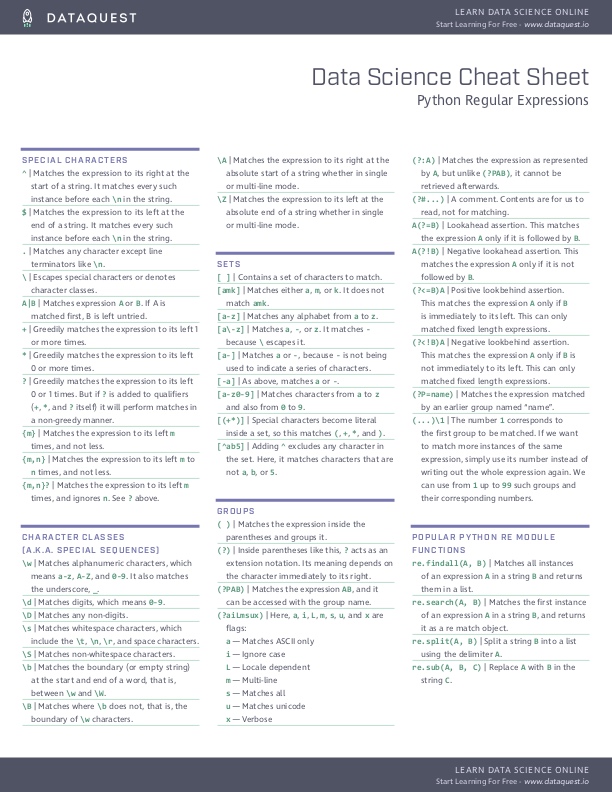 DATAQUEST
LEARN DATA SCIENCE ONLINE
Start Learning For Free - www.dataquest.io
Data Science Cheat Sheet
Python Regular Expressions
SPECIAL CHARACTERS
^ | Matches the expression to its right at the
start of a string. It matches every such
instance before each \n in the string.
$ | Matches the expression to its left at the
end of a string. It matches every such
instance before each \n in the string.
. | Matches any character except line
terminators like \n.
\ | Escapes special characters or denotes
character classes.
A|B | Matches expression A or B. If A is
matched first, B is left untried.
+ | Greedily matches the expression to its left 1
or more times.
* | Greedily matches the expression to its left
0 or more times.
? | Greedily matches the expression to its left
0 or 1 times. But if ? is added to qualifiers
(+, *, and ? itself) it will perform matches in
a non-greedy manner.
{m} | Matches the expression to its left m
times, and not less.
{m,n} | Matches the expression to its left m to
n times, and not less.
{m,n}? | Matches the expression to its left m
times, and ignores n. See ? above.
CHARACTER CLASSES
(A.K.A. SPECIAL SEQUENCES)
\w | Matches alphanumeric characters, which
means a-z, A-Z, and 0-9. It also matches
the underscore, _.
\d | Matches digits, which means 0-9.
\D | Matches any non-digits.
\s | Matches whitespace characters, which
include the \t, \n, \r, and space characters.
\S | Matches non-whitespace characters.
\b | Matches the boundary (or empty string)
at the start and end of a word, that is,
between \w and \W.
\B | Matches where \b does not, that is, the
boundary of \w characters.
\A | Matches the expression to its right at the
absolute start of a string whether in single
or multi-line mode.
\Z | Matches the expression to its left at the
absolute end of a string whether in single
or multi-line mode.
SETS
[ ] | Contains a set of characters to match.
[amk] | Matches either a, m, or k. It does not
match amk.
[a-z] | Matches any alphabet from a to z.
[a\-z] | Matches a, -, or z. It matches -
because \ escapes it.
[a-] | Matches a or -, because - is not being
used to indicate a series of characters.
[-a] | As above, matches a or -.
[a-z0-9] | Matches characters from a to z
and also from 0 to 9.
[(+*)] | Special characters become literal
inside a set, so this matches (, +, *, and ).
[^ab5] | Adding ^ excludes any character in
the set. Here, it matches characters that are
not a, b, or 5.
GROUPS
( ) | Matches the expression inside the
parentheses and groups it.
(?) | Inside parentheses like this, ? acts as an
extension notation. Its meaning depends on
the character immediately to its right.
(?PAB) | Matches the expression AB, and it
can be accessed with the group name.
(?aiLmsux) | Here, a, i, L, m, s, u, and x are
flags:
a — Matches ASCII only
i — Ignore case
L — Locale dependent
m — Multi-line
s — Matches all
u — Matches unicode
x — Verbose
(?:A) | Matches the expression as represented
by A, but unlike (?PAB), it cannot be
retrieved afterwards.
(?#...) | A comment. Contents are for us to
read, not for matching.
A(?=B) | Lookahead assertion. This matches
the expression A only if it is followed by B.
A(?!B) | Negative lookahead assertion. This
matches the expression A only if it is not
followed by B.
(?<=B)A | Positive lookbehind assertion.
This matches the expression A only if B
is immediately to its left. This can only
matched fixed length expressions.
(?<!B)A | Negative lookbehind assertion.
This matches the expression A only if B is
not immediately to its left. This can only
matched fixed length expressions.
(?P=name) | Matches the expression matched
by an earlier group named “name”.
(...)\1 | The number 1 corresponds to
the first group to be matched. If we want
to match more instances of the same
expression, simply use its number instead of
writing out the whole expression again. We
can use from 1 up to 99 such groups and
their corresponding numbers.
POPULAR PYTHON RE MODULE
FUNCTIONS
re.findall(A, B) | Matches all instances
of an expression A in a string B and returns
them in a list.
re.search(A, B) | Matches the first instance
of an expression A in a string B, and returns
it as a re match object.
re.split(A, B) | Split a string B into a list
using the delimiter A.
re.sub(A, B, C) | Replace A with B in the
string C.
LEARN DATA SCIENCE ONLINE
Start Learning For Free - www.dataquest.io